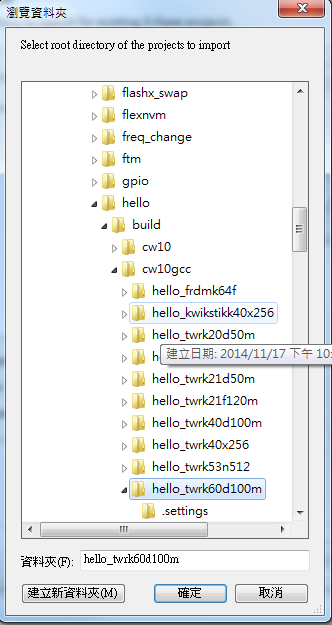 瀏覽資料夾
Select root directory of the projects to import
flashx_swap
flexnvm
freq_change
ftm
gpio
hello
build
cw10
cw10gcc
hello_frdmk64f
hello_kwikstikk40x256
hello_twrk20d50m
建立日期: 2014/11/17 下午 10:
hello_twrk21d50m
hello_twrk21f120m
hello_twrk40d100m
hello_twrk40x256
hello_twrk53n512
hello_twrk60d100m
.settings
資料夾(F): hello_twrk60d100m
建立新資料夾(M) 確定 取消